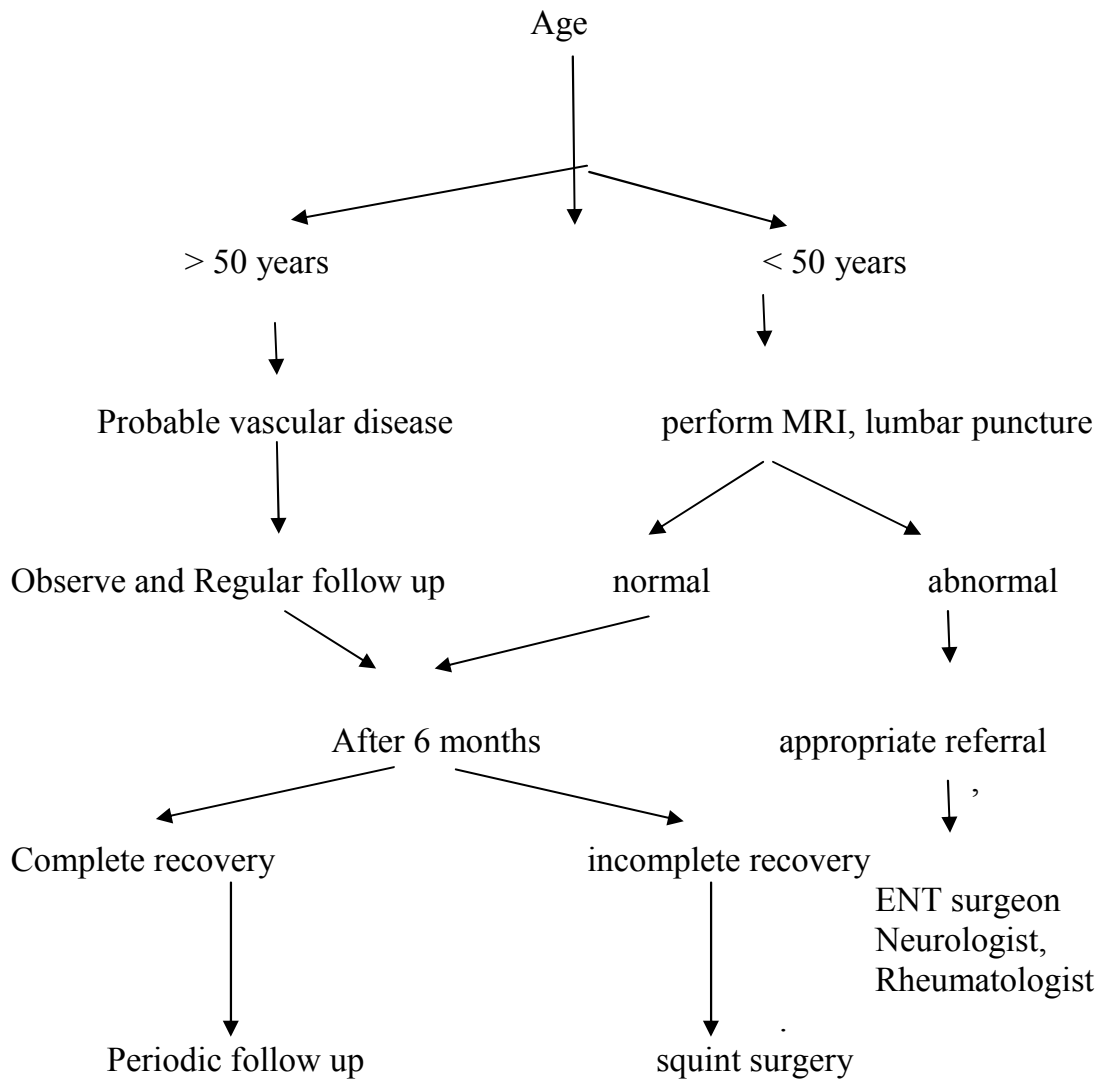 Age
> 50 years
< 50 years
Probable vascular disease
perform MRI, lumbar puncture
Observe and Regular follow up
normal
abnormal
After 6 months
appropriate referral
,
Complete recovery
incomplete recovery
ENT surgeon
Neurologist,
Rheumatologist
.
Periodic follow up
squint surgery